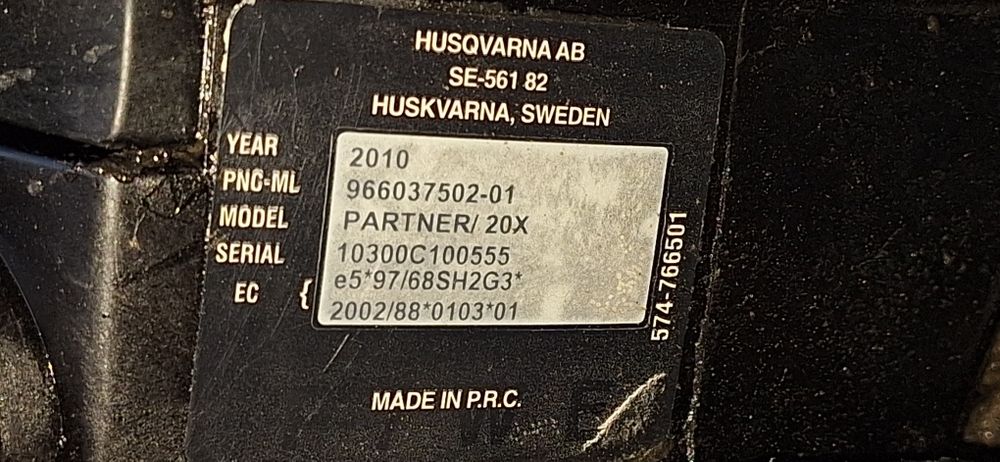 HUSQVARNA AB
SE-561 82
HUSKVARNA, SWEDEN
YEAR 2010
PNC-ML 966037502-01
MODEL PARTNER/ 20X
SERIAL 10300C100555
EC { e5*97/68SH2G3*
2002/88*0103*01
574-766501
MADE IN P.R.C.